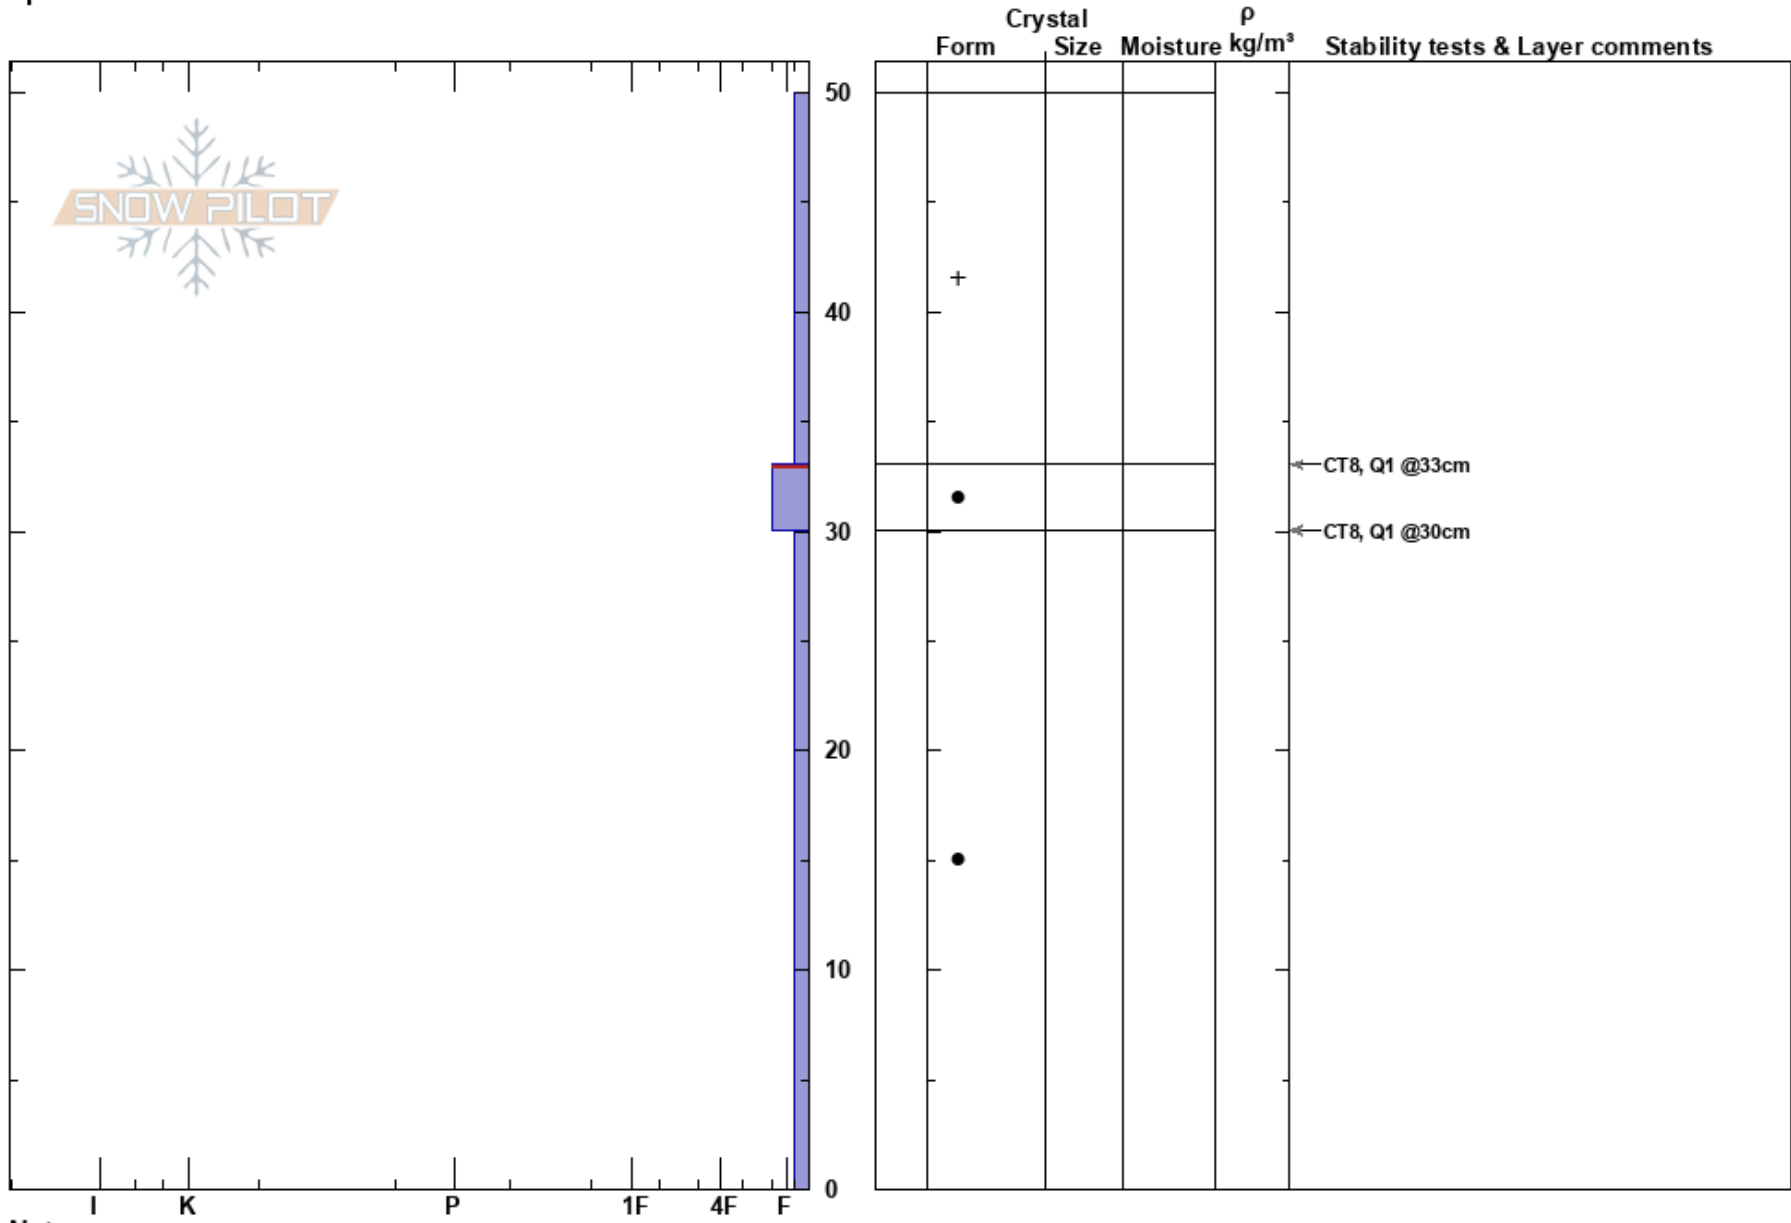 Crystal
ρ
Form Size Moisture kg/m³ Stability tests & Layer comments
SNOW PILOT
50
40
CT8, Q1 @33cm
30
CT8, Q1 @30cm
20
10
0
I K P 1F 4F F